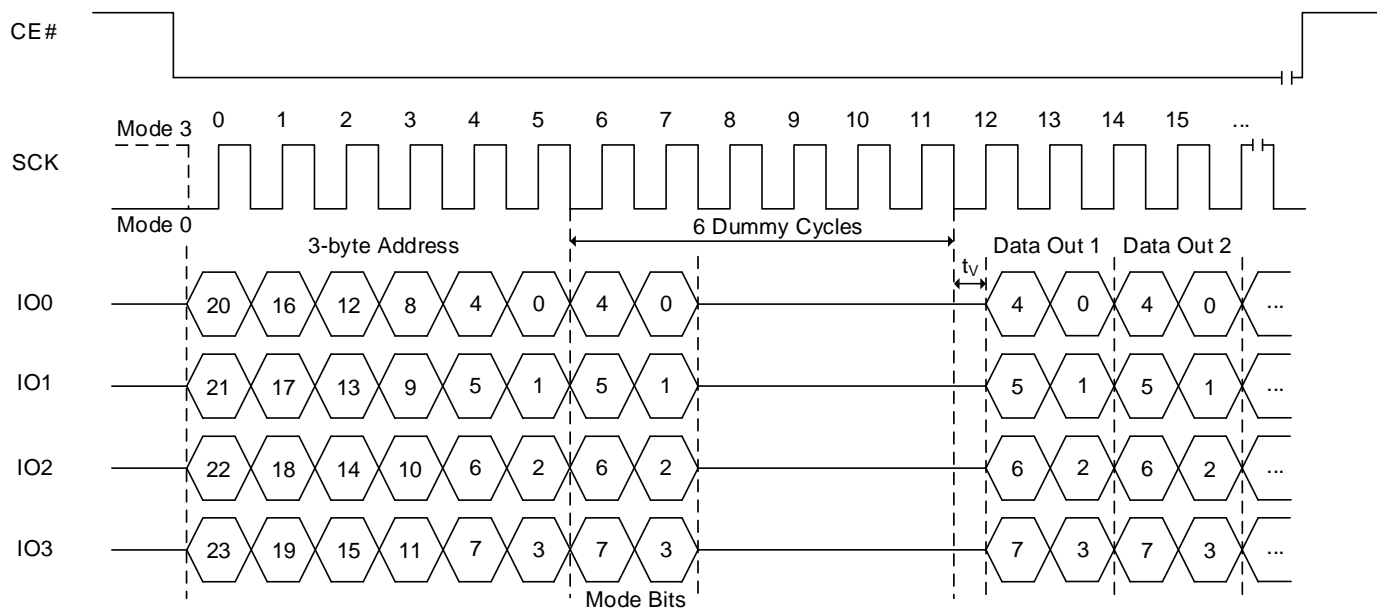 CE#
Mode 3 0 1 2 3 4 5 6 7 8 9 10 11 12 13 14 15 ...
SCK
Mode 0
6 Dummy Cycles
3-byte Address Data Out 1 Data Out 2
tV
IO0 20 16 12 8 4 0 4 0 4 0 4 0 ...
IO1 21 17 13 9 5 1 5 1 5 1 5 1 ...
IO2 22 18 14 10 6 2 6 2 6 2 6 2 ...
IO3 23 19 15 11 7 3 7 3 7 3 7 3 ...
Mode Bits